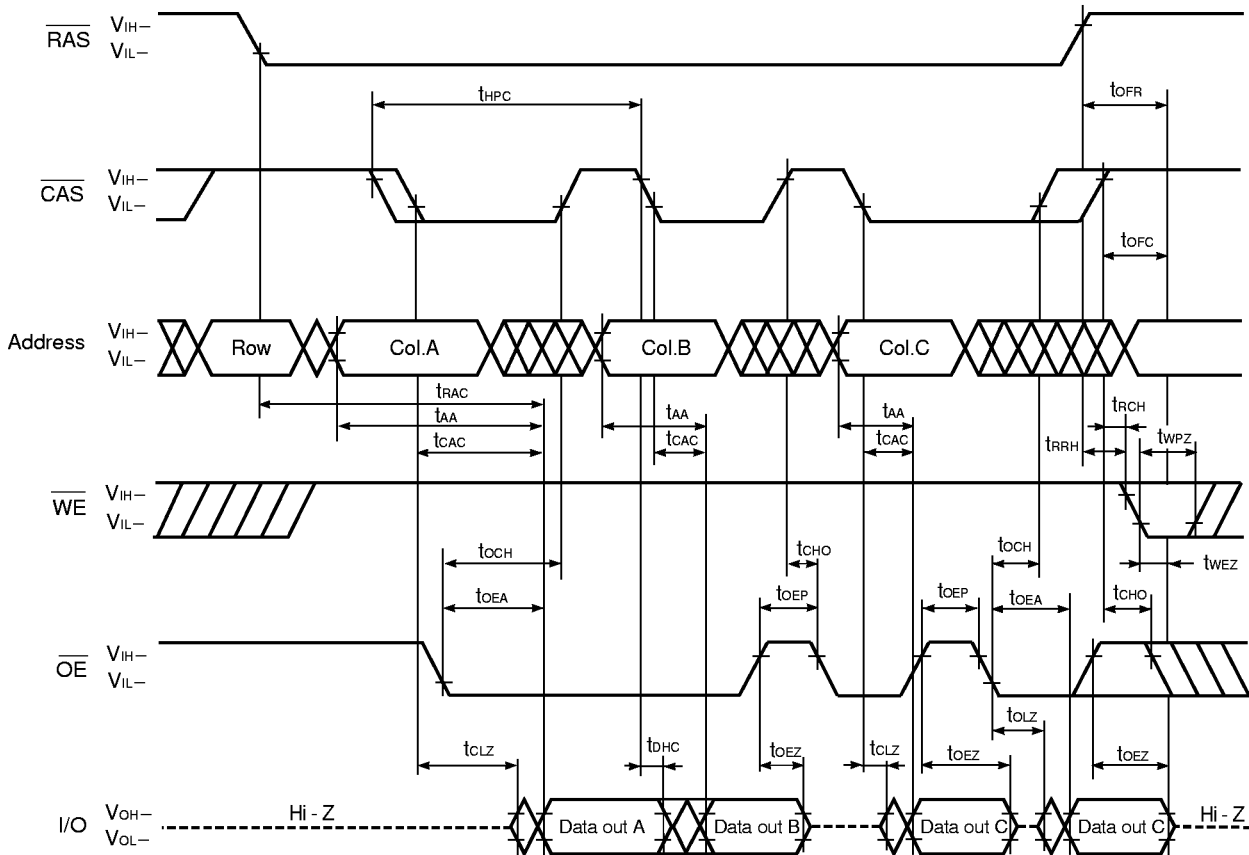 RAS VIH–
VIL–
tHPC
tOFR
CAS VIH–
VIL–
tOFC
Address VIH–
VIL–
Row Col.A Col.B Col.C
tRAC
tAA tAA tAA
tCAC tCAC tCAC
tRCH
tRRH tWPZ
WE VIH–
VIL–
tOCH tCHO tOCH tWEZ
tOEA tOEP tOEP tOEA tCHO
OE VIH–
VIL–
tOLZ
tCLZ tDHC tOEZ tCLZ tOEZ tOEZ
I/O VOH–
VOL–
Hi - Z Data out A Data out B Data out C Data out C Hi - Z